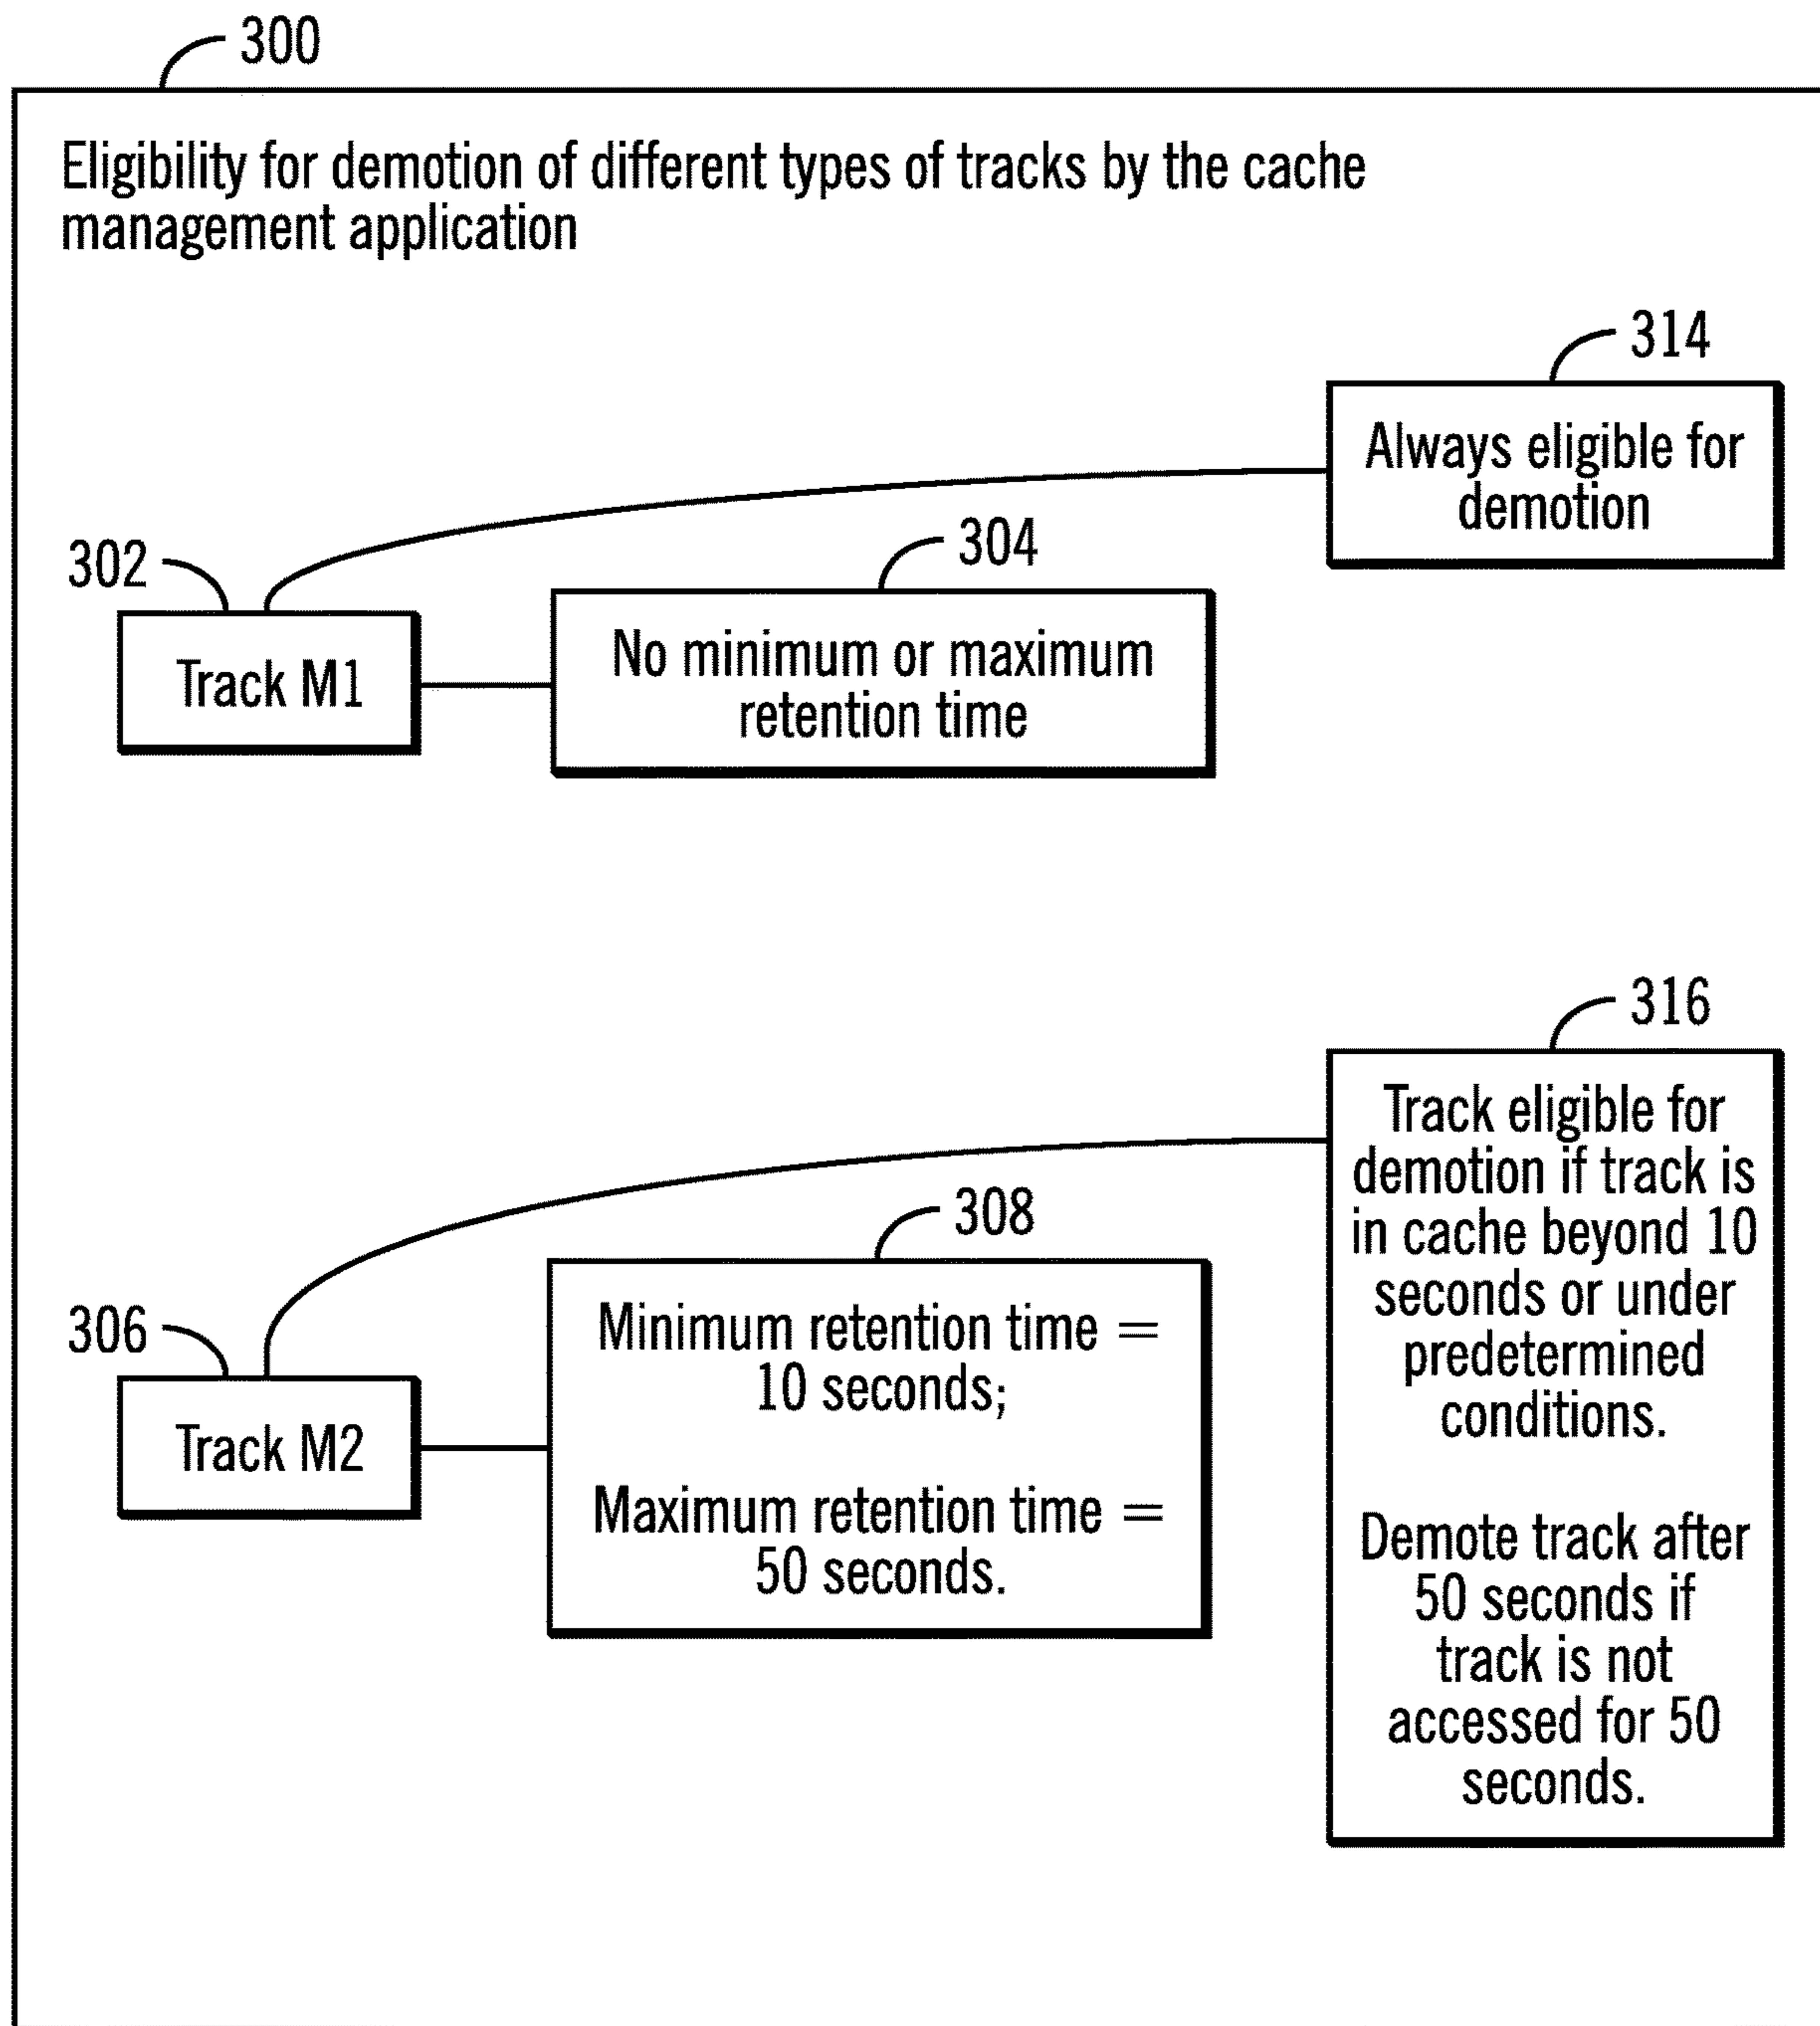 300
Eligibility for demotion of different types of tracks by the cache
management application
314
Always eligible for
demotion
302
304
Track M1
No minimum or maximum
retention time
316
Track eligible for
demotion if track is
in cache beyond 10
seconds or under
predetermined
conditions.
Demote track after
50 seconds if
track is not
accessed for 50
seconds.
308
306
Minimum retention time =
10 seconds;
Maximum retention time =
50 seconds.
Track M2